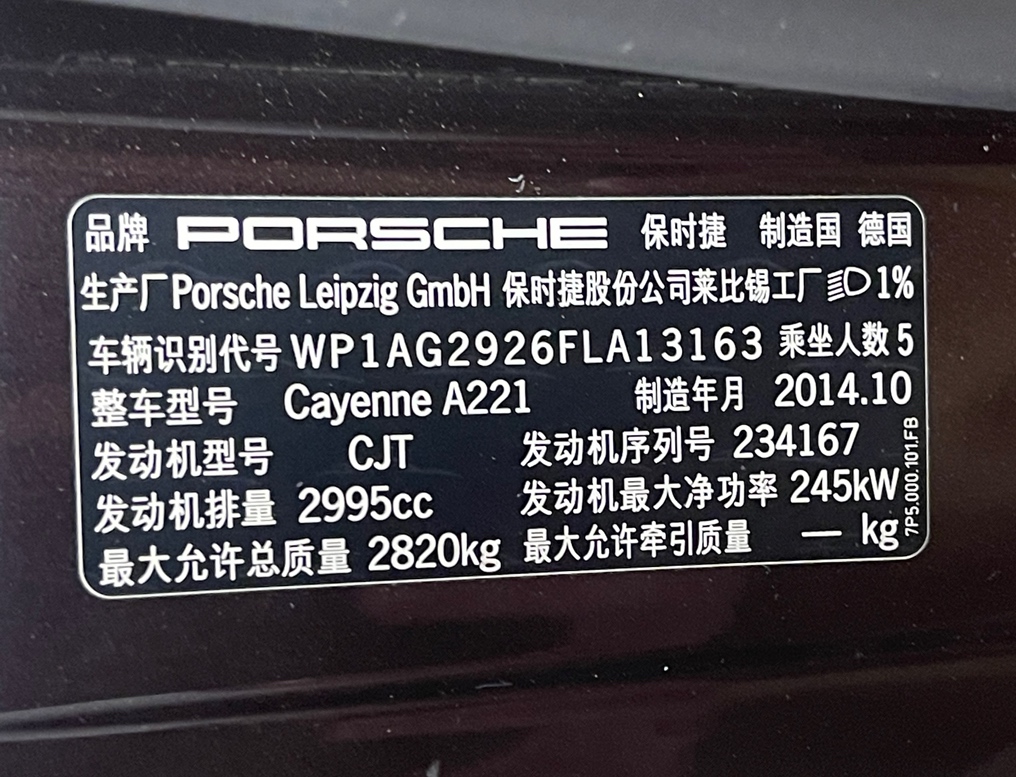 品牌 PORSCHE 保时捷 制造国 德国
生产厂 Porsche Leipzig GmbH 保时捷股份公司莱比锡工厂 1%
车辆识别代号 WP1AG2926FLA13163 乘坐人数 5
整车型号 Cayenne A221 制造年月 2014.10
发动机型号 CJT 发动机序列号 234167
发动机排量 2995cc 发动机最大净功率 245kW
最大允许总质量 2820kg 最大允许牵引质量 — kg
7P5.000.101.FB